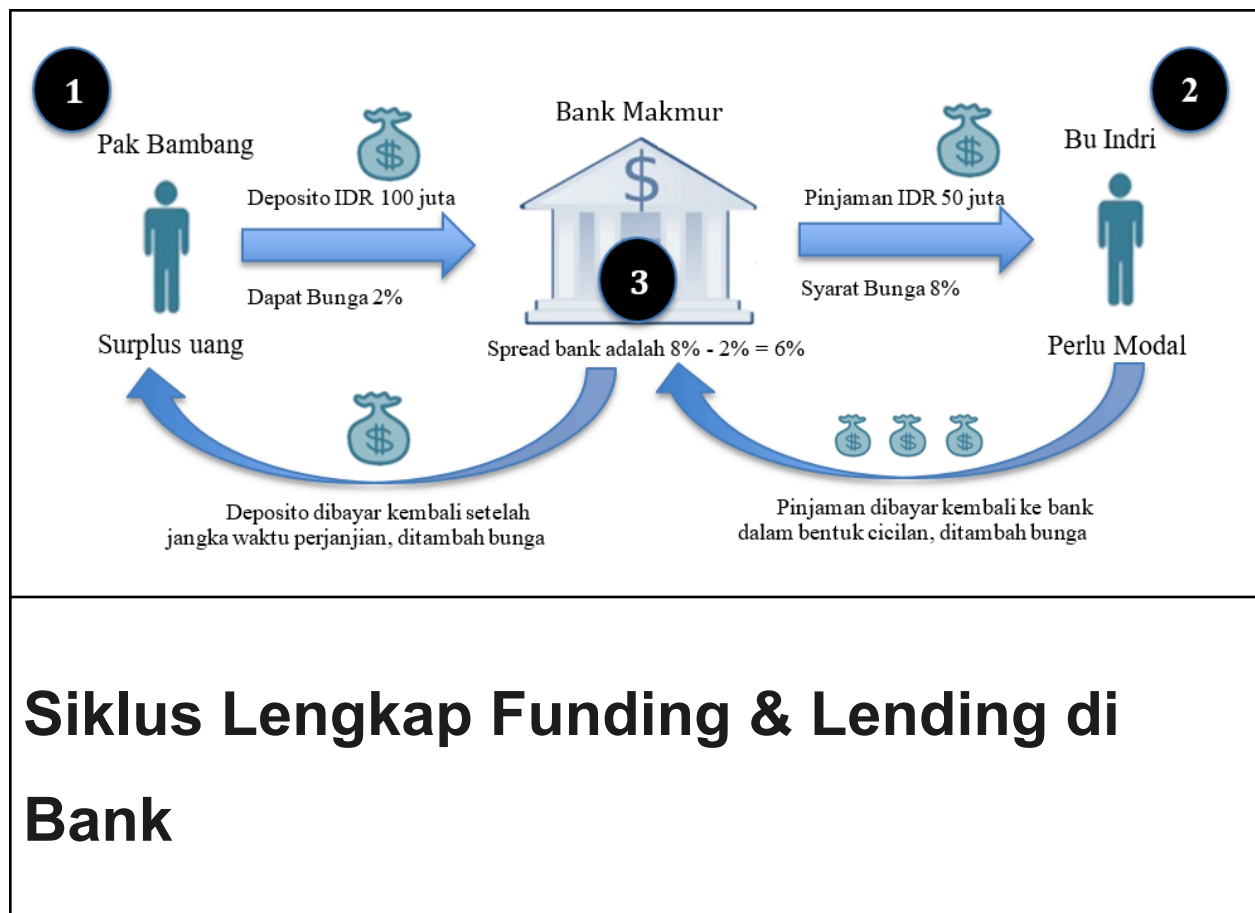 1
2
Bank Makmur
Pak Bambang
Bu Indri
$
$
$
Deposito IDR 100 juta
Pinjaman IDR 50 juta
3
Dapat Bunga 2%
Syarat Bunga 8%
Surplus uang
Spread bank adalah 8% - 2% = 6%
Perlu Modal
$
$ $ $
Deposito dibayar kembali setelah
jangka waktu perjanjian, ditambah bunga
Pinjaman dibayar kembali ke bank
dalam bentuk cicilan, ditambah bunga
Siklus Lengkap Funding & Lending di
Bank